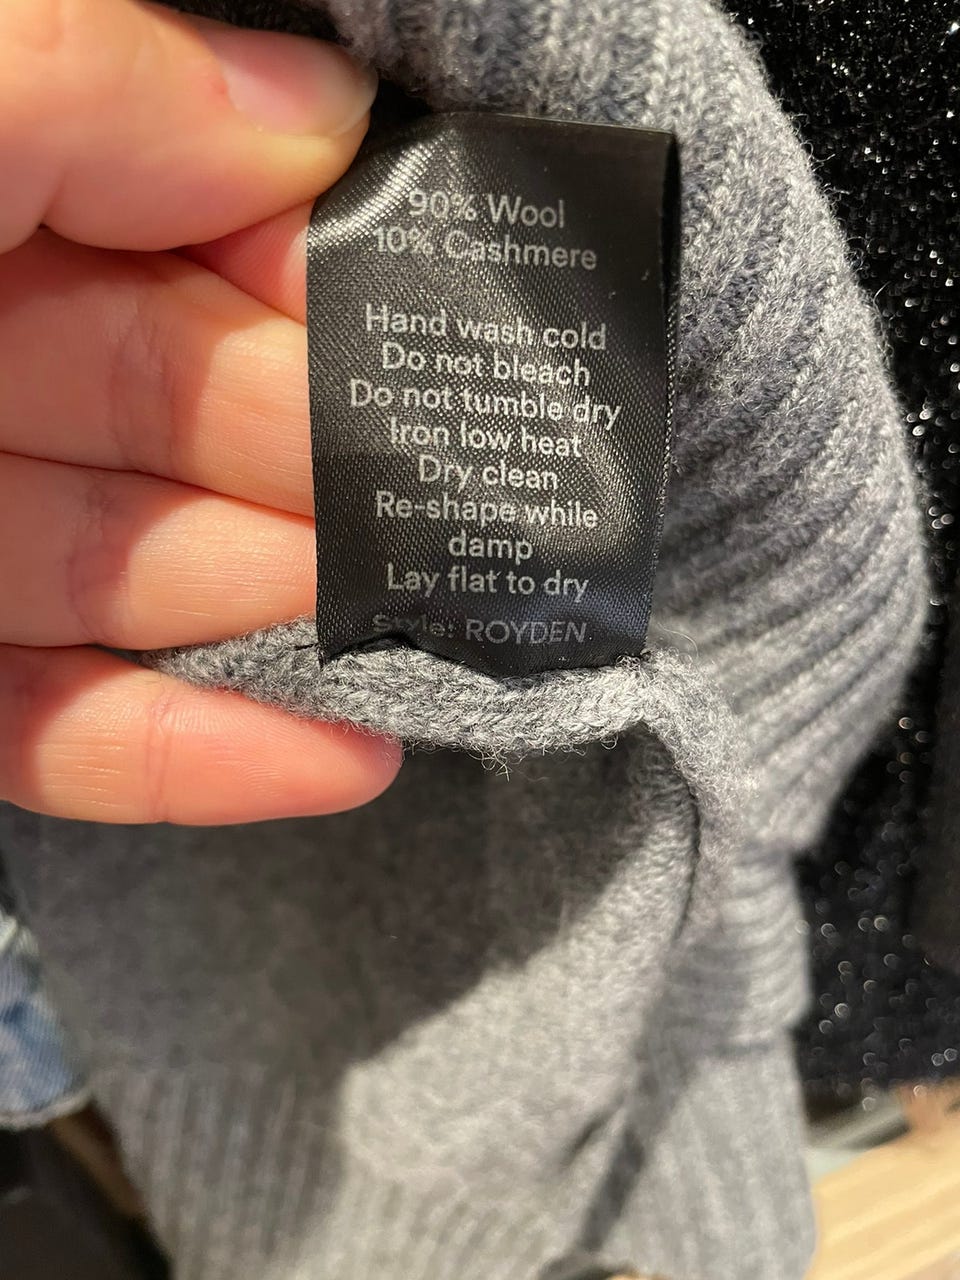 90% Wool
10% Cashmere
Hand wash cold
Do not bleach
Do not tumble dry
Iron low heat
Dry clean
Re-shape while
damp
Lay flat to dry
Style: ROYDEN